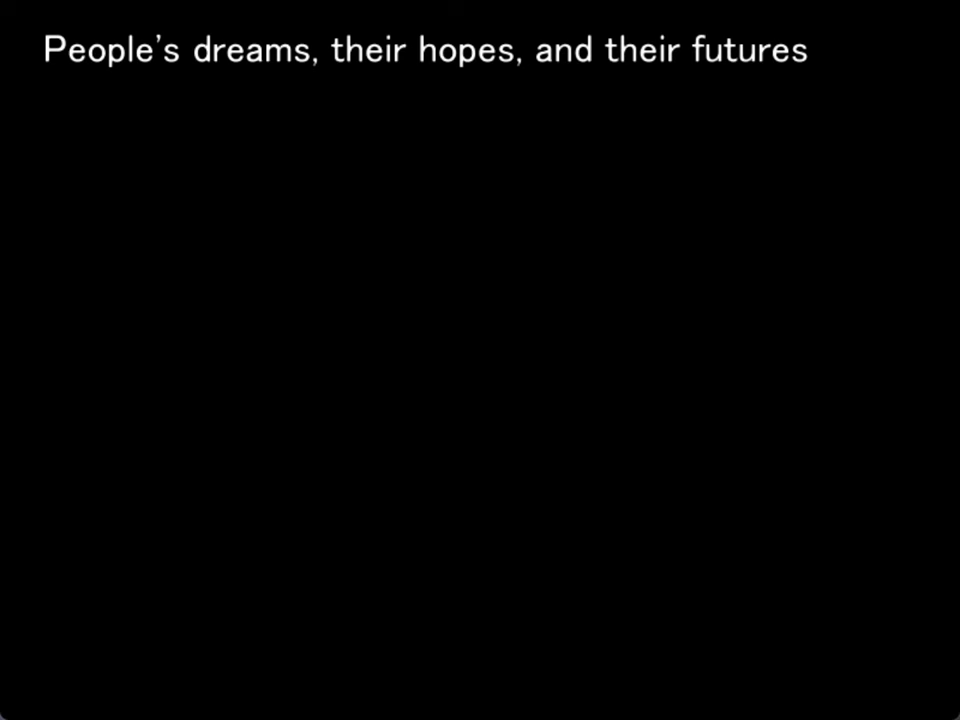 People’s dreams, their hopes, and their futures